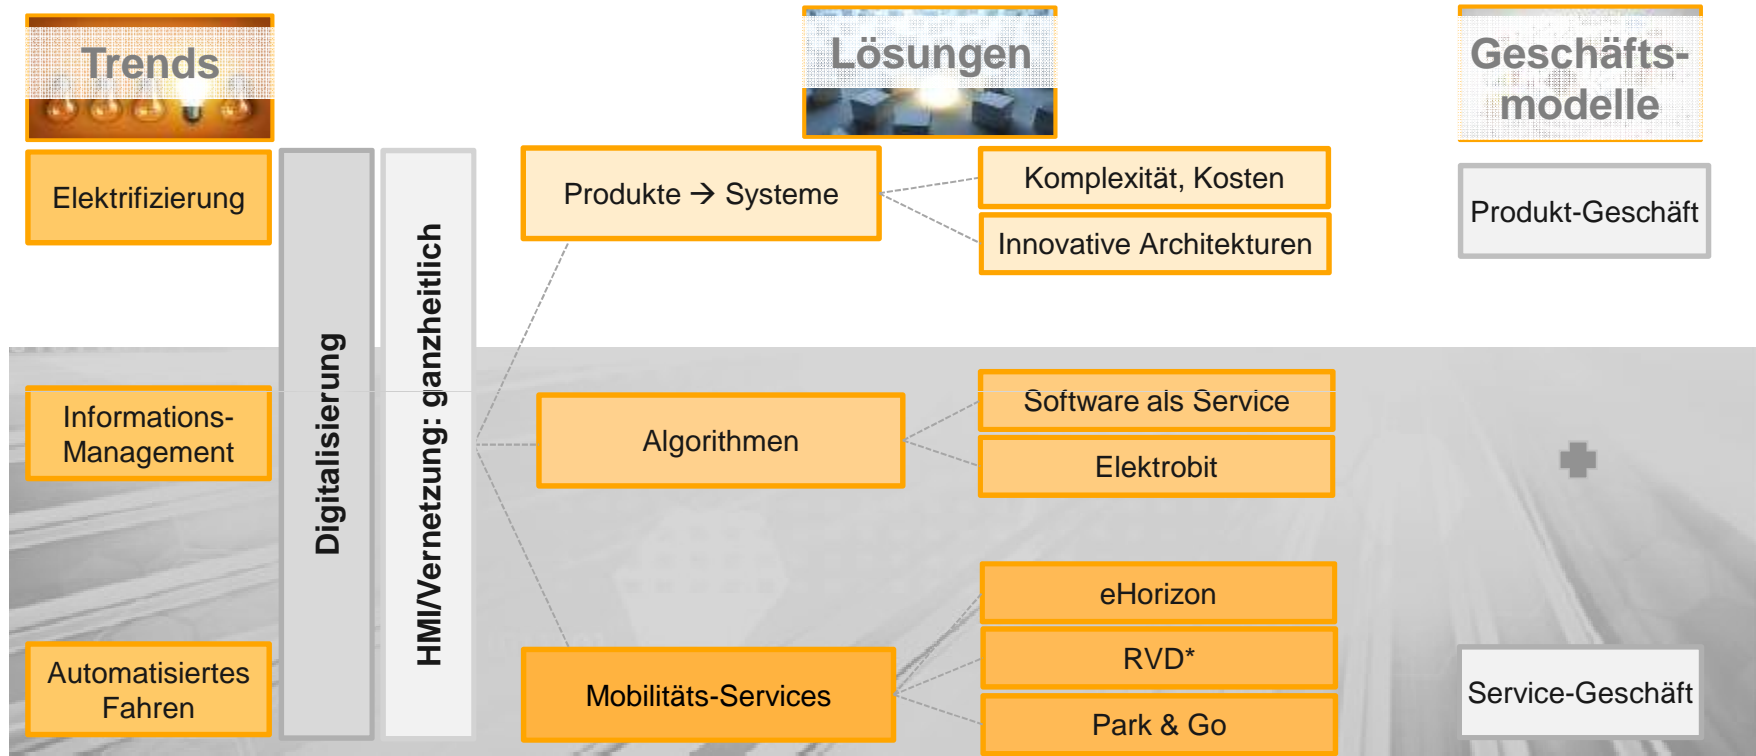 Trends
Lösungen
Geschäfts-
modelle
Elektrifizierung
Informations-
Management
Automatisiertes
Fahren
Digitalisierung
HMI/Vernetzung: ganzheitlich
Produkte → Systeme
Komplexität, Kosten
Innovative Architekturen
Algorithmen
Software als Service
Elektrobit
Mobilitäts-Services
eHorizon
RVD*
Park & Go
Produkt-Geschäft
Service-Geschäft